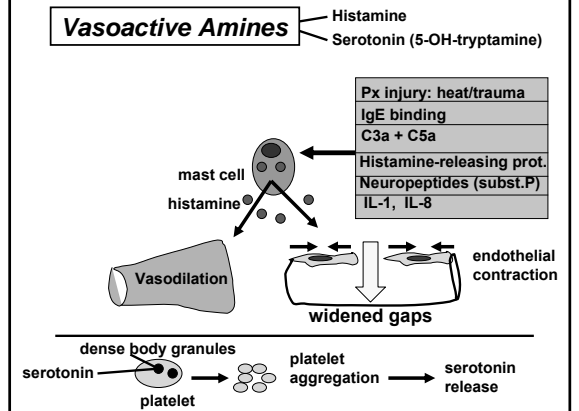 Vasoactive Amines
Histamine
Serotonin (5-OH-tryptamine)
Px injury: heat/trauma
IgE binding
C3a + C5a
Histamine-releasing prot.
Neuropeptides (subst.P)
IL-1, IL-8
mast cell
histamine
Vasodilation
endothelial
contraction
widened gaps
dense body granules
serotonin
platelet
platelet
aggregation
serotonin
release